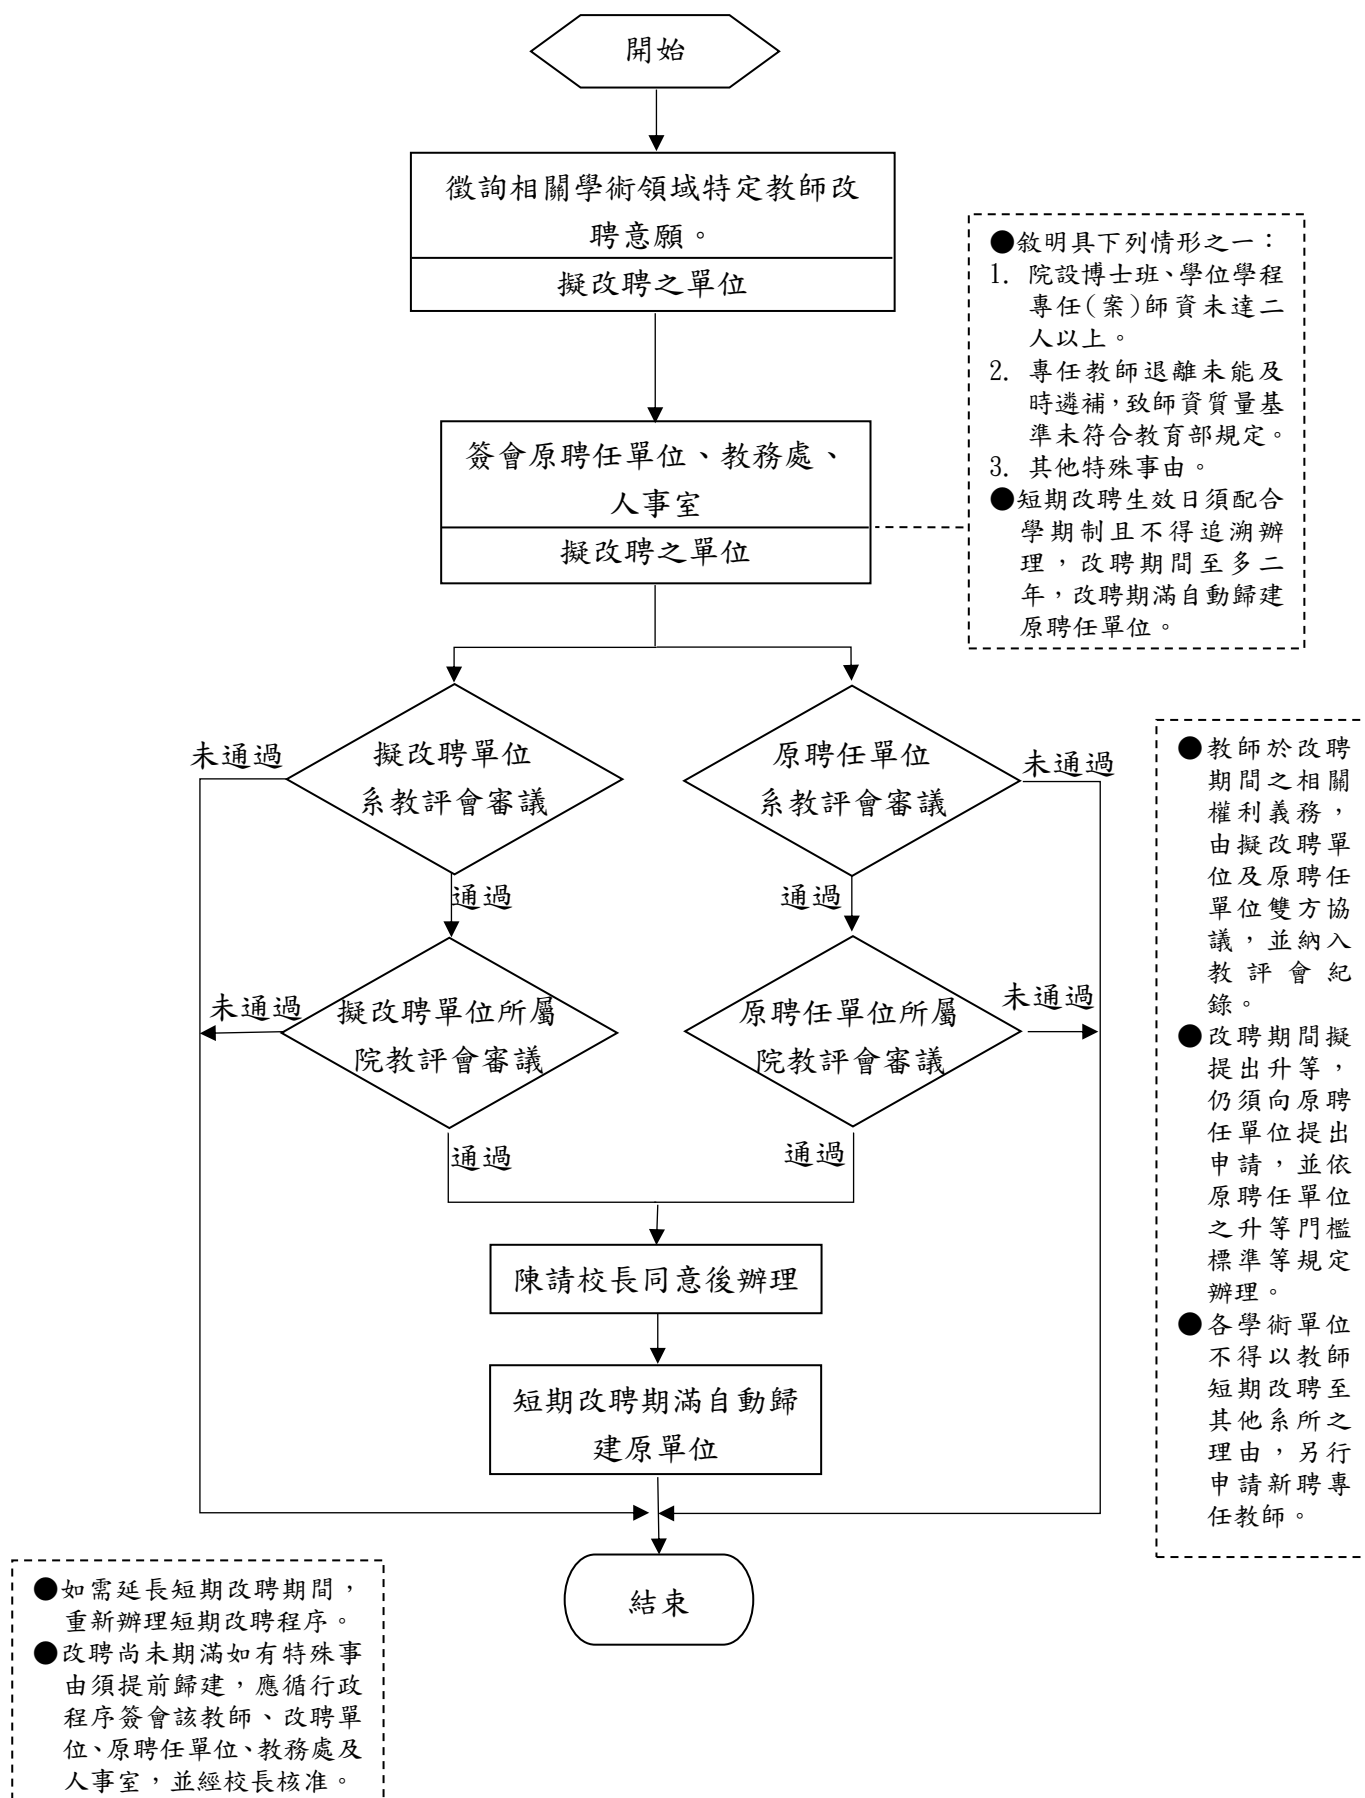 開始
徵詢相關學術領域特定教師改
聘意願。
擬改聘之單位
●敘明具下列情形之一：
1. 院設博士班、學位學程
專任(案)師資未達二
人以上。
2. 專任教師退離未能及
時遴補，致師資質量基
準未符合教育部規定。
3. 其他特殊事由。
●短期改聘生效日須配合
學期制且不得追溯辦
理，改聘期間至多二
年，改聘期滿自動歸建
原聘任單位。
簽會原聘任單位、教務處、
人事室
擬改聘之單位
未通過
擬改聘單位
系教評會審議
原聘任單位
系教評會審議
未通過
通過
通過
未通過
擬改聘單位所屬
院教評會審議
原聘任單位所屬
院教評會審議
未通過
通過
通過
●教師於改聘
期間之相關
權利義務，
由擬改聘單
位及原聘任
單位雙方協
議，並納入
教評會紀
錄。
●改聘期間擬
提出升等，
仍須向原聘
任單位提出
申請，並依
原聘任單位
之升等門檻
標準等規定
辦理。
●各學術單位
不得以教師
短期改聘至
其他系所之
理由，另行
申請新聘專
任教師。
陳請校長同意後辦理
短期改聘期滿自動歸
建原單位
結束
●如需延長短期改聘期間，
重新辦理短期改聘程序。
●改聘尚未期滿如有特殊事
由須提前歸建，應循行政
程序簽會該教師、改聘單
位、原聘任單位、教務處及
人事室，並經校長核准。